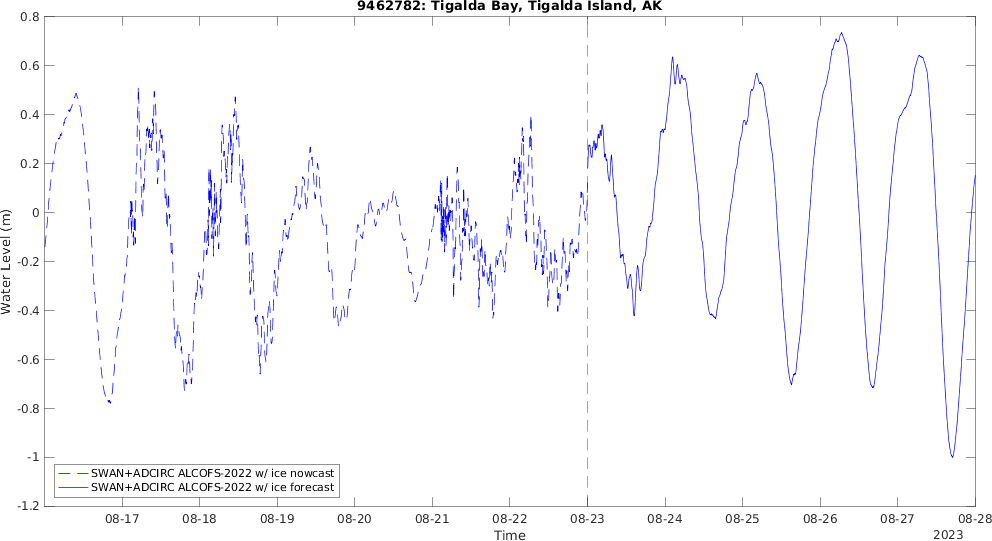 9462782: Tigalda Bay, Tigalda Island, AK
Water Level (m)
0.8
0.6
0.4
0.2
0
-0.2
-0.4
-0.6
-0.8
-1
-1.2
SWAN+ADCIRC ALCOFS-2022 w/ ice nowcast
SWAN+ADCIRC ALCOFS-2022 w/ ice forecast
08-17 08-18 08-19 08-20 08-21 08-22 08-23 08-24 08-25 08-26 08-27 08-28
Time
2023